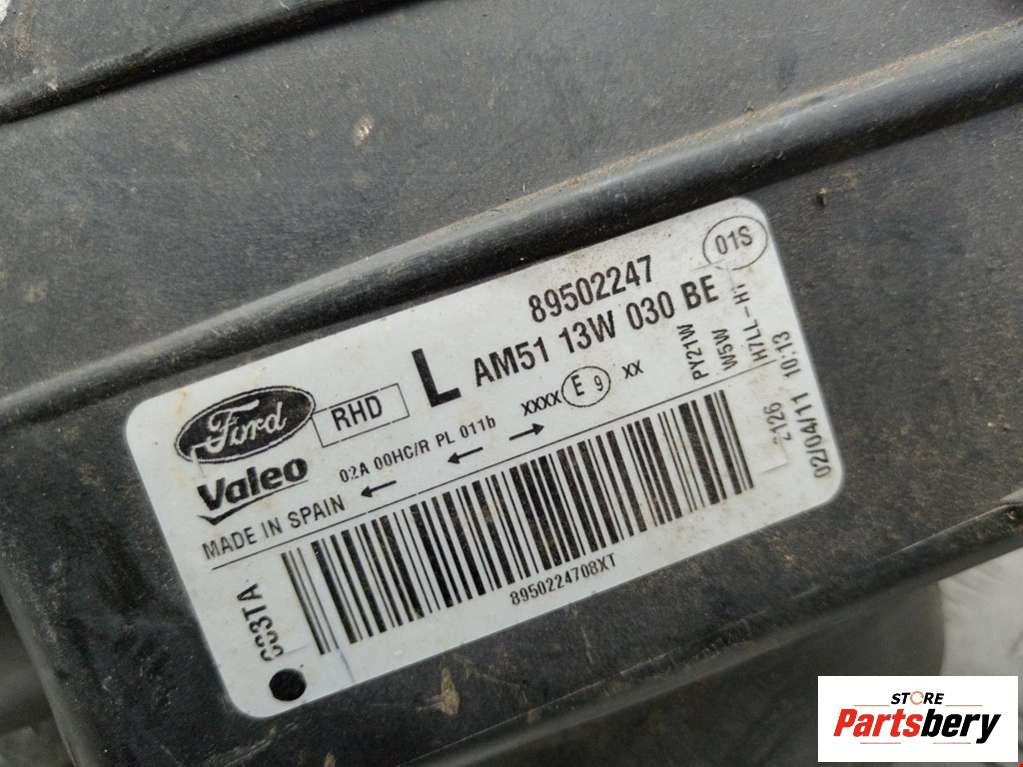 01S
89502247
L AM51 13W 030 BE
Ford RHD
Valeo
02A 00HC/R PL 011b
XXXX E 9 XX
PY21W
W5W
H7LL-H1
MADE IN SPAIN
2126
02/04/11 10:13
8950224708XT
STORE
Partsbery